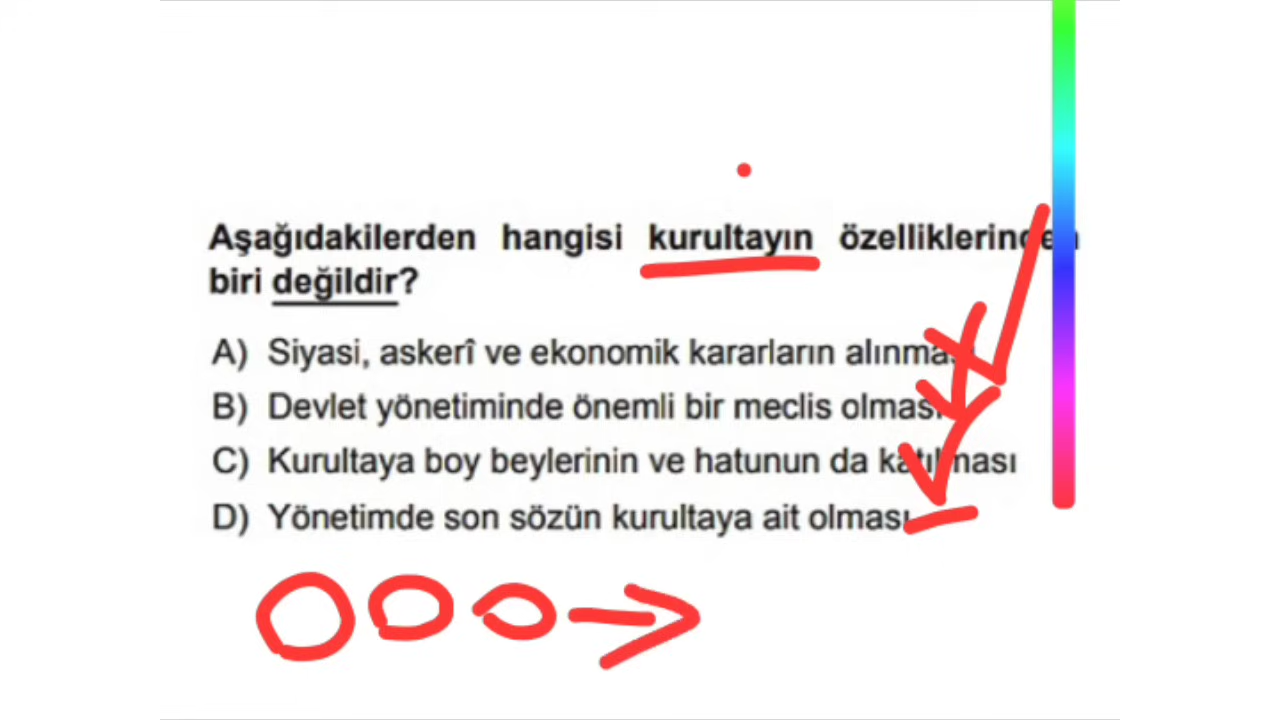 Aşağıdakilerden hangisi kurultayın özelliklerinden
biri değildir?
A) Siyasi, askerî ve ekonomik kararların alınması
B) Devlet yönetiminde önemli bir meclis olması
C) Kurultaya boy beylerinin ve hatunun da katılması
D) Yönetimde son sözün kurultaya ait olması